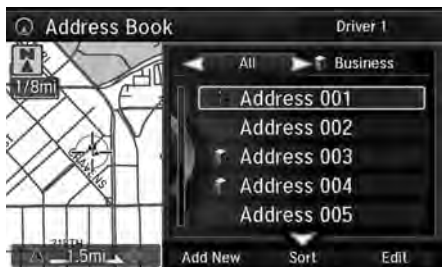 Address Book
Driver 1
1/8mi
All
Business
Address 001
Address 002
Address 003
Address 004
Address 005
RAVENS
1.5mi
Add New
Sort
Edit